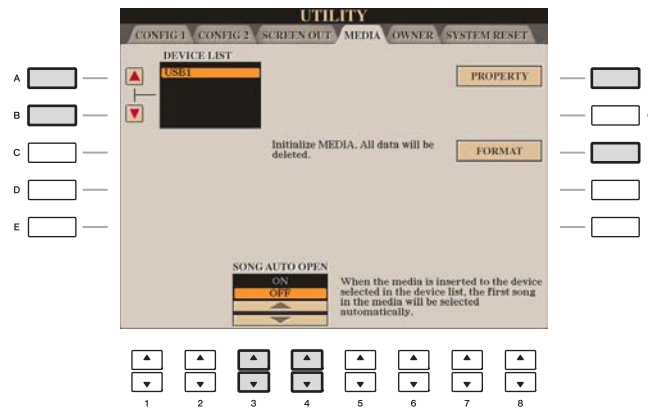 UTILITY
CONFIG 1 CONFIG 2 SCREEN OUT MEDIA OWNER SYSTEM RESET
DEVICE LIST
USB1
PROPERTY
Initialize MEDIA. All data will be
deleted.
FORMAT
SONG AUTO OPEN
ON
OFF
When the media is inserted to the device
selected in the device list, the first song
in the media will be selected
automatically.
A
B
C
D
E
1 2 3 4 5 6 7 8